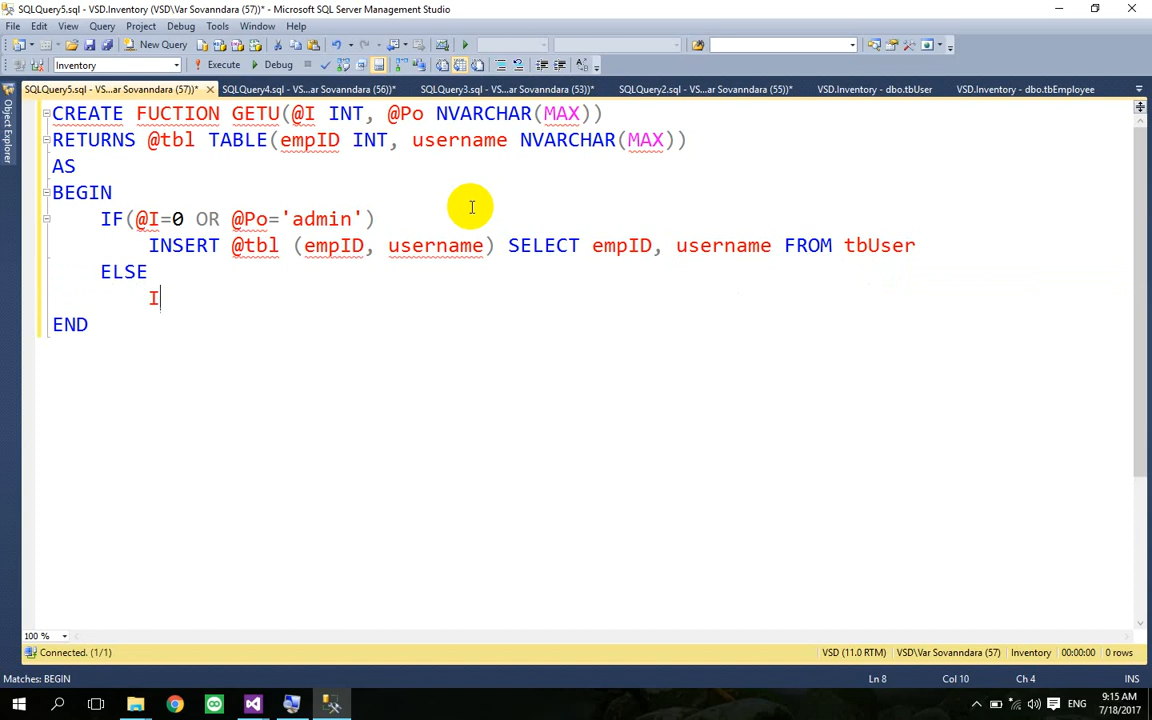 SQLQuery5.sql - VSD.Inventory (VSD\Var Sovanndara (57))* - Microsoft SQL Server Management Studio
File Edit View Query Project Debug Tools Window Help
New Query
Inventory Execute Debug
SQLQuery5.sql - VS...ar Sovanndara (57))* SQLQuery4.sql - VS...ar Sovanndara (56))* SQLQuery3.sql - VS...ar Sovanndara (53))* SQLQuery2.sql - VS...ar Sovanndara (55))* VSD.Inventory - dbo.tbUser VSD.Inventory - dbo.tbEmployee
Object Explorer
CREATE FUCTION GETU(@I INT, @Po NVARCHAR(MAX))
RETURNS @tbl TABLE(empID INT, username NVARCHAR(MAX))
AS
BEGIN
IF(@I=0 OR @Po='admin')
INSERT @tbl (empID, username) SELECT empID, username FROM tbUser
ELSE
I
END
100 %
Connected. (1/1) VSD (11.0 RTM) VSD\Var Sovanndara (57) Inventory 00:00:00 0 rows
Matches: BEGIN Ln 8 Col 10 Ch 4 INS
ENG 9:15 AM
7/18/2017